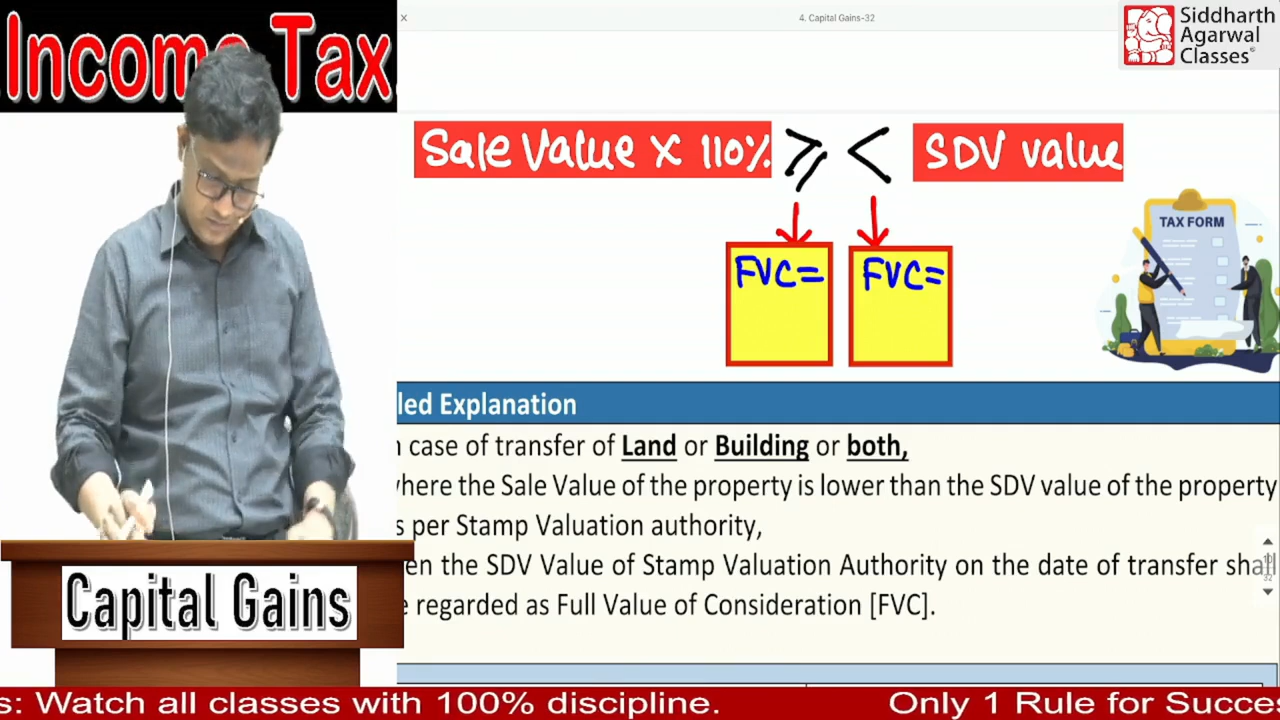 Income Tax
4. Capital Gains-32
Siddharth
Agarwal
Classes
Sale Value x 110% ≥ < SDV value
FVC= FVC=
TAX FORM
led Explanation
case of transfer of Land or Building or both,
here the Sale Value of the property is lower than the SDV value of the property
s per Stamp Valuation authority,
en the SDV Value of Stamp Valuation Authority on the date of transfer shall
e regarded as Full Value of Consideration [FVC].
32
Capital Gains
s: Watch all classes with 100% discipline. Only 1 Rule for Succes